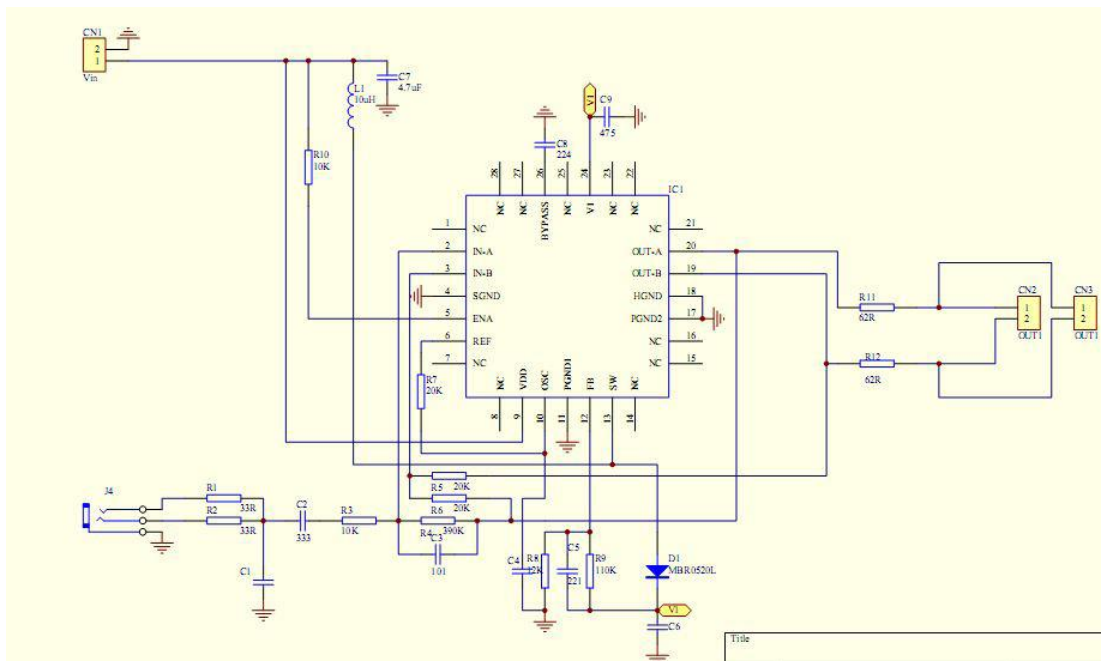 CN1
2
1
Vin
C7
4.7uF
L1
10uH
R10
10K
V1
C9
475
C8
224
28
27
26
25
24
23
22
NC
NC
BYPASS
NC
V1
NC
NC
IC1
1
NC
NC
21
2
IN-A
OUT-A
20
3
IN-B
OUT-B
19
4
SGND
HGND
18
5
ENA
PGND2
17
6
REF
NC
16
7
NC
NC
15
NC
VDD
OSC
PGND1
FB
SW
NC
8
9
10
11
12
13
14
R7
20K
R11
62R
R12
62R
CN2
1
2
OUT1
CN3
1
2
OUT1
J4
R1
33R
R2
33R
C1
C2
333
R3
10K
20K
R5
20K
R6
R4
390K
C3
101
C4
R8
12K
C5
221
R9
110K
D1
MBR0520L
V1
C6
Title